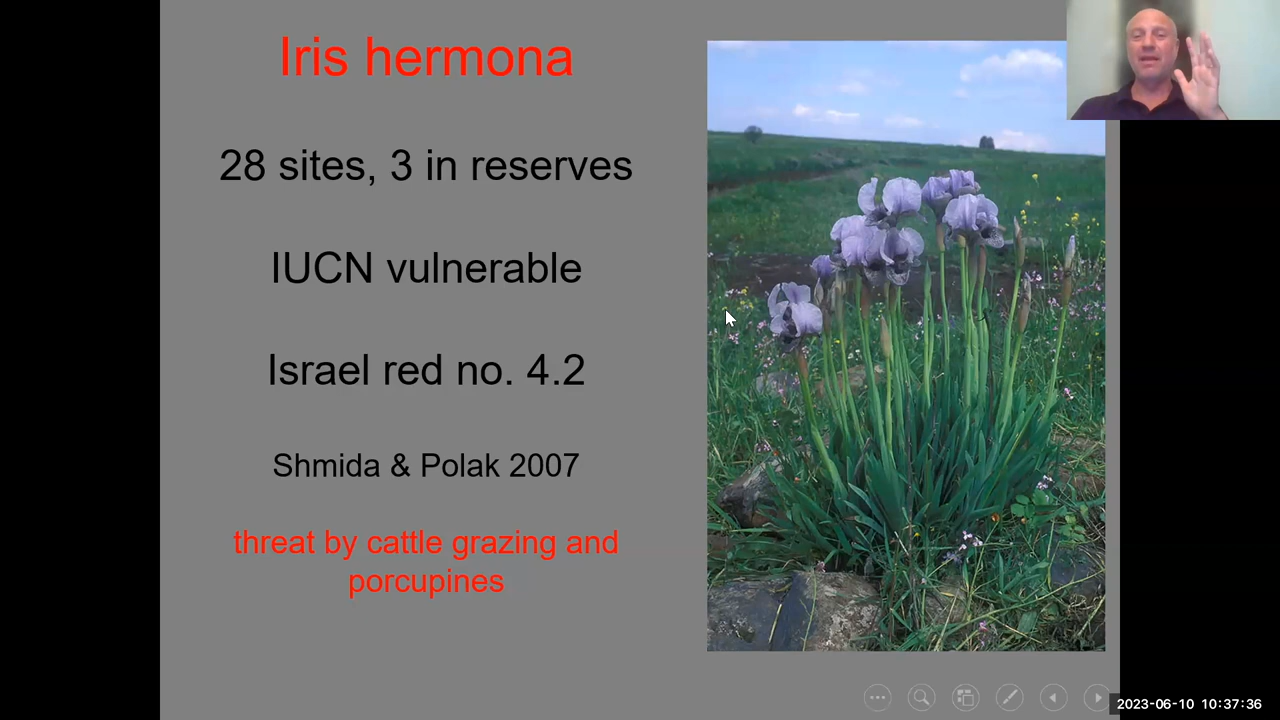 Iris hermona
28 sites, 3 in reserves
IUCN vulnerable
Israel red no. 4.2
Shmida & Polak 2007
threat by cattle grazing and
porcupines
2023-06-10 10:37:36